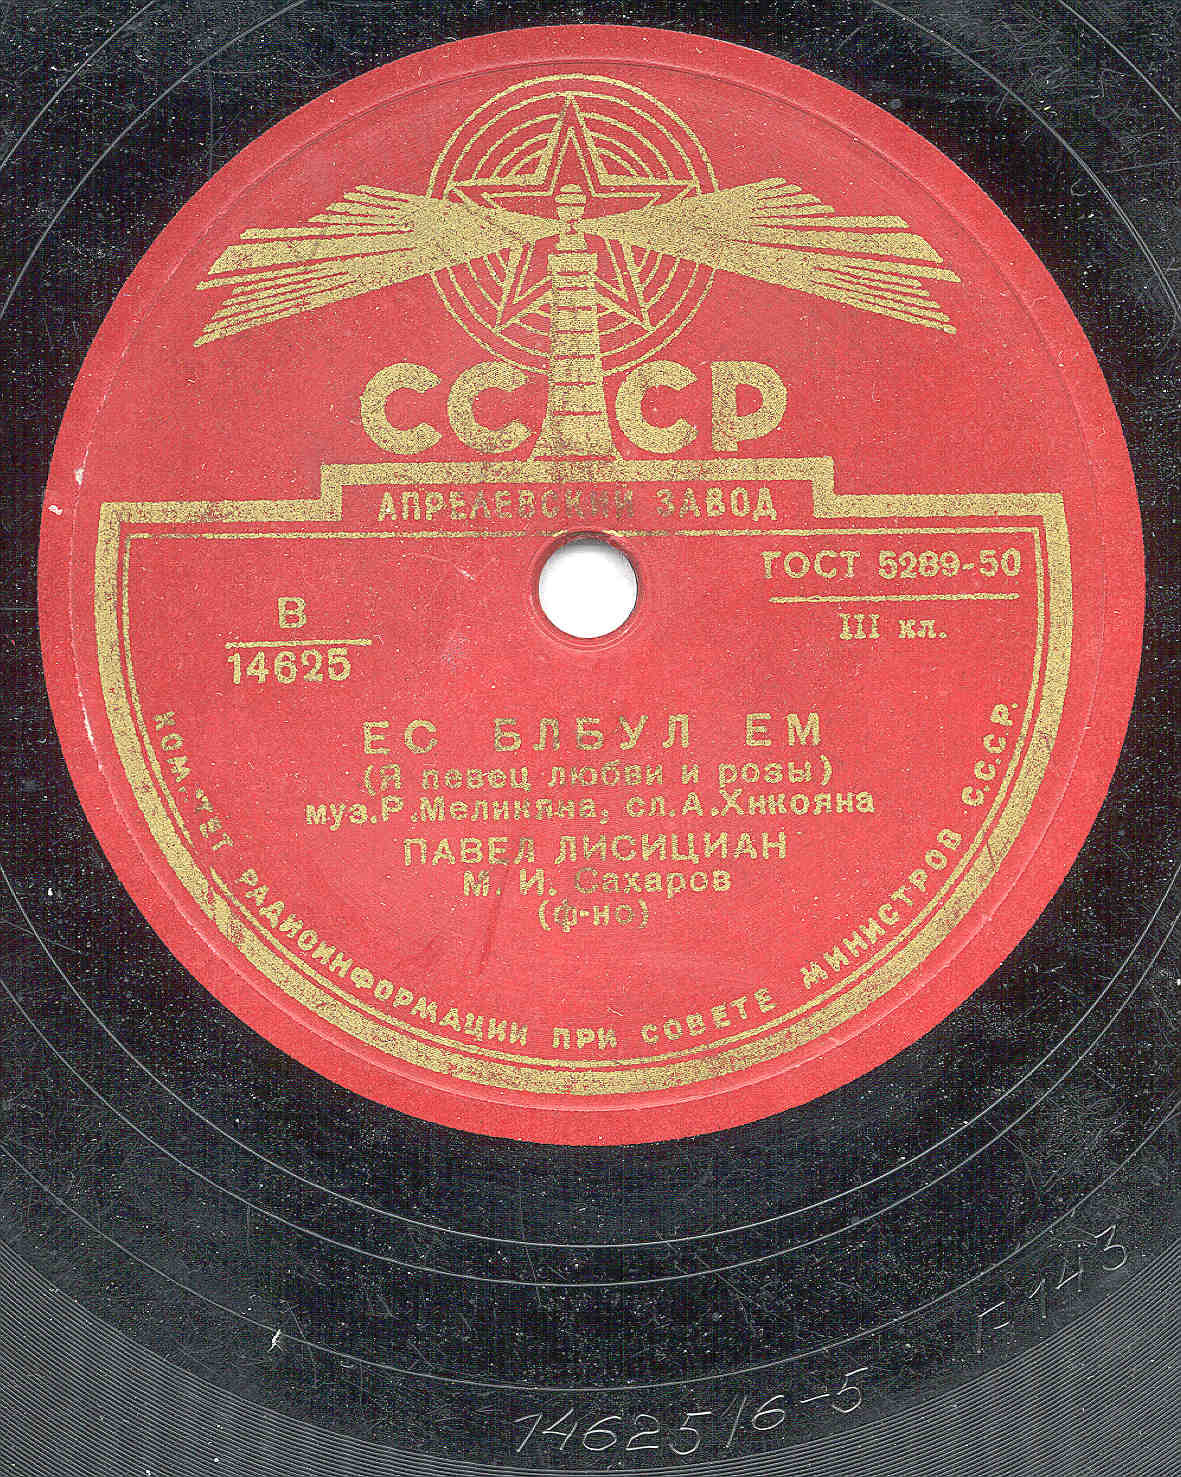 СССР
АПРЕЛЕВСКИЙ ЗАВОД
ГОСТ 5289-50
III кл.
В
14625
ЕС БЛБУЛ ЕМ
(Я певец любви и розы)
муз.Р.Меликяна, сл.А.Хнкояна
ПАВЕЛ ЛИСИЦИАН
М. И. Сахаров
(ф-но)
КОМИТЕТ РАДИОИНФОРМАЦИИ ПРИ СОВЕТЕ МИНИСТРОВ С.С.С.Р.
14625/6-5